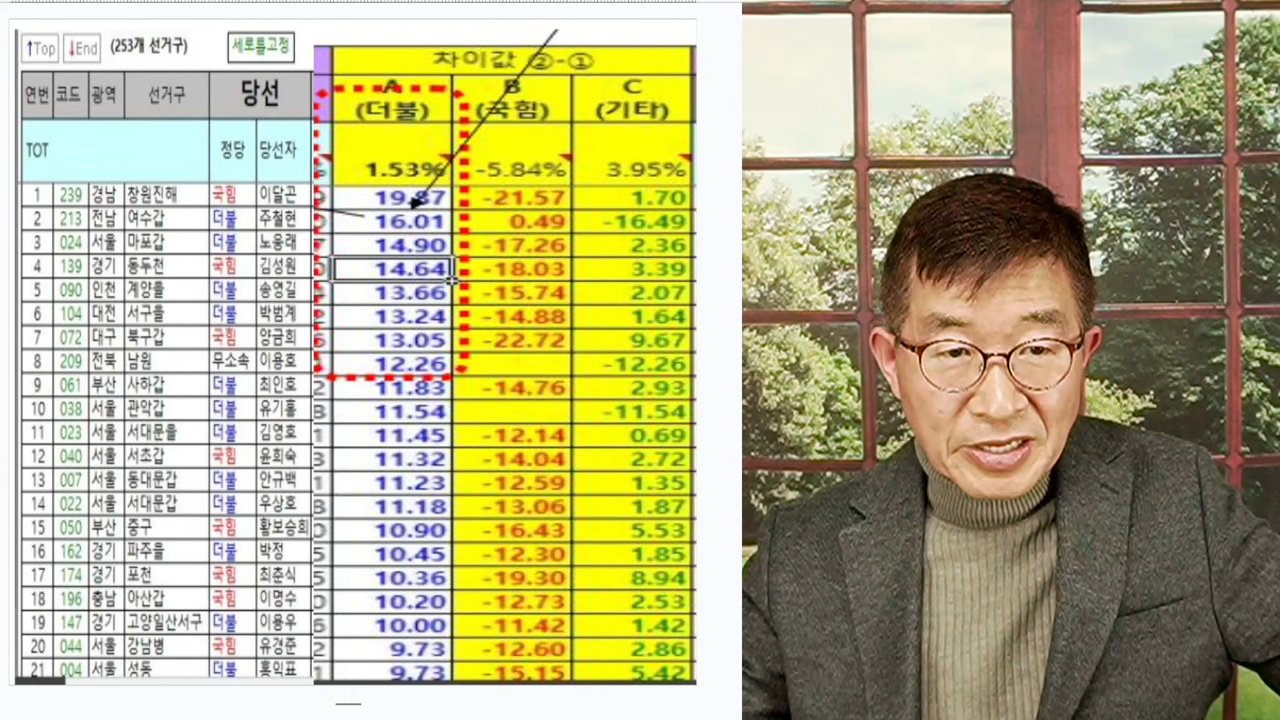 ↑Top ↓End (253개 선거구) 세로틀고정
연번 코드 광역 선거구 당선
TOT 정당 당선자
차이값 ②-①
A (더불) B (국힘) C (기타)
1.53% -5.84% 3.95%
1 239 경남 창원진해 국힘 이달곤 19.87 -21.57 1.70
2 213 전남 여수갑 더불 주철현 16.01 0.49 -16.49
3 024 서울 마포갑 더불 노웅래 14.90 -17.26 2.36
4 139 경기 동두천 국힘 김성원 14.64 -18.03 3.39
5 090 인천 계양을 더불 송영길 13.66 -15.74 2.07
6 104 대전 서구을 더불 박범계 13.24 -14.88 1.64
7 072 대구 북구갑 국힘 양금희 13.05 -22.72 9.67
8 209 전북 남원 무소속 이용호 12.26 -12.26
9 061 부산 사하갑 더불 최인호 11.83 -14.76 2.93
10 038 서울 관악갑 더불 유기홍 11.54 -11.54
11 023 서울 서대문을 더불 김영호 11.45 -12.14 0.69
12 040 서울 서초갑 국힘 윤희숙 11.32 -14.04 2.72
13 007 서울 동대문갑 더불 안규백 11.23 -12.59 1.35
14 022 서울 서대문갑 더불 우상호 11.18 -13.06 1.87
15 050 부산 중구 국힘 황보승희 10.90 -16.43 5.53
16 162 경기 파주을 더불 박정 10.45 -12.30 1.85
17 174 경기 포천 국힘 최춘식 10.36 -19.30 8.94
18 196 충남 아산갑 국힘 이명수 10.20 -12.73 2.53
19 147 경기 고양일산서구 더불 이용우 10.00 -11.42 1.42
20 044 서울 강남병 국힘 유경준 9.73 -12.60 2.86
21 004 서울 성동 더불 홍익표 9.73 -15.15 5.42